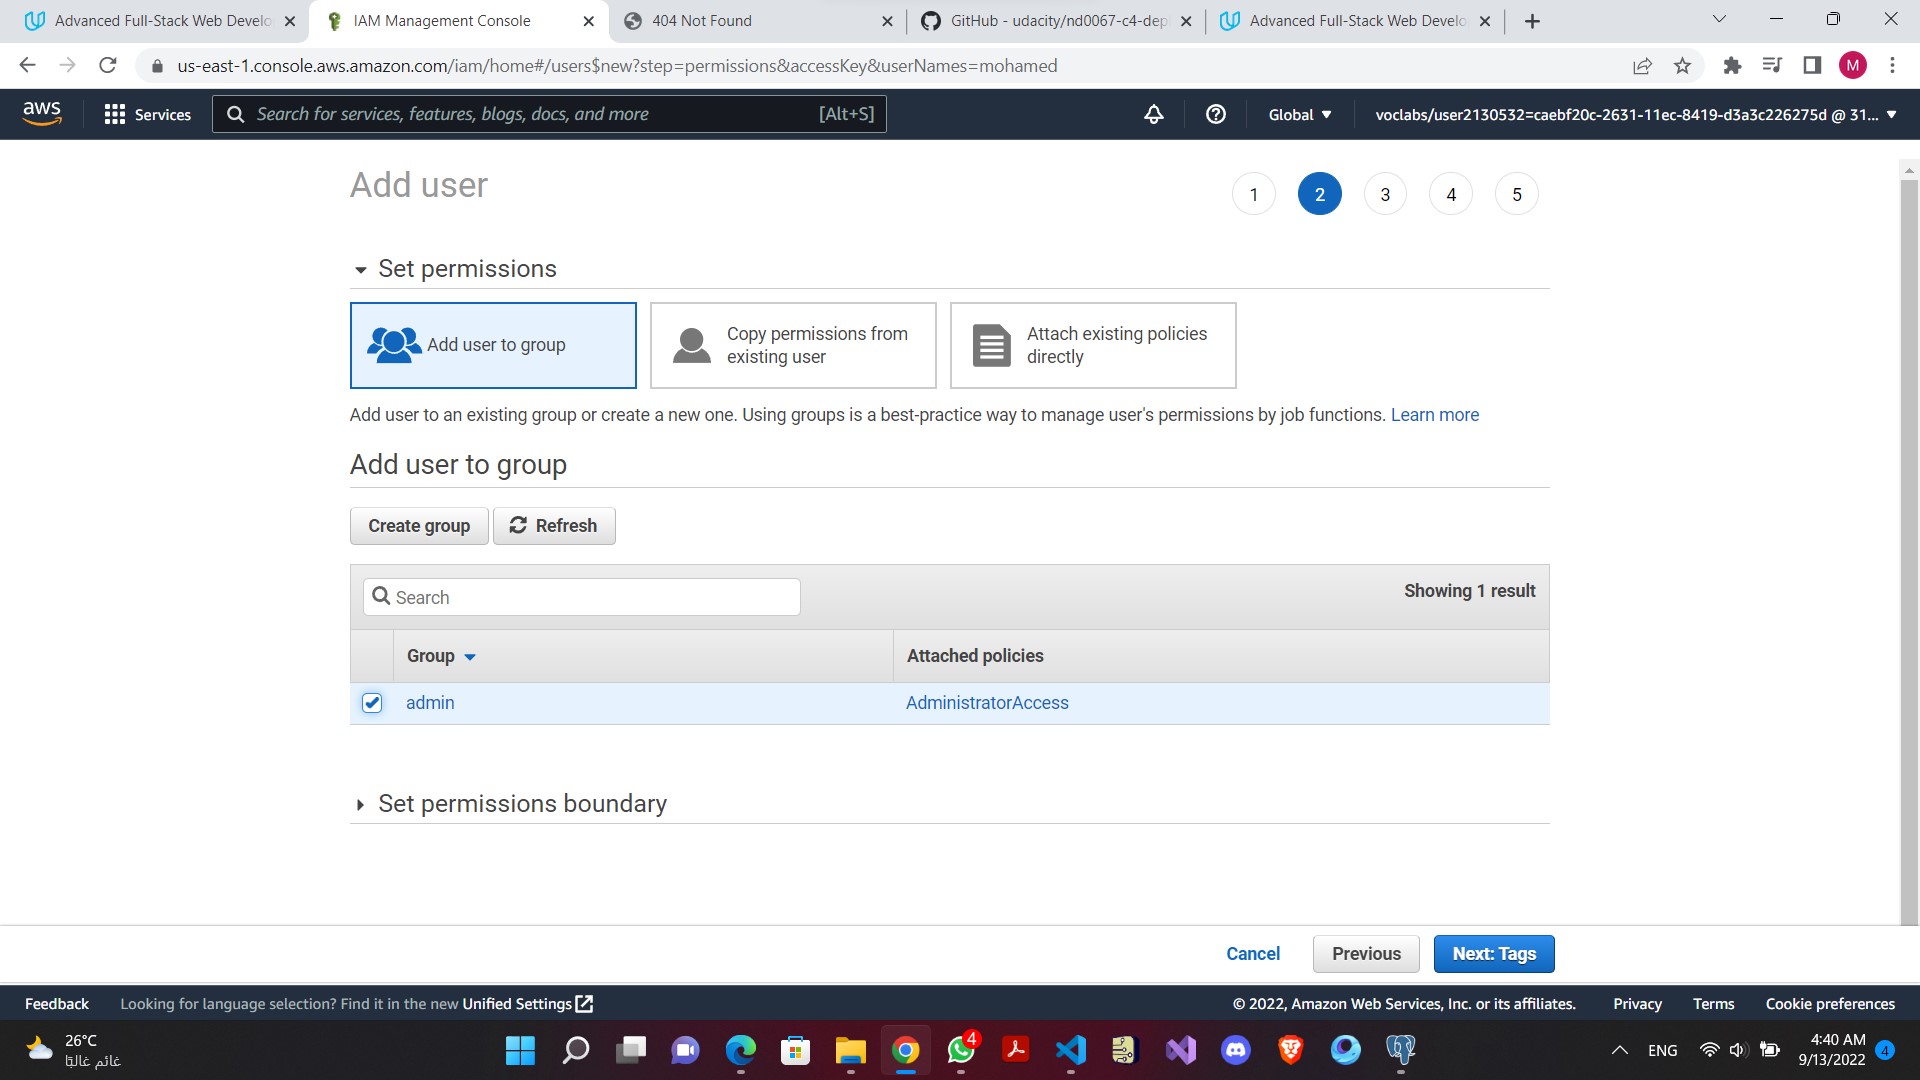 Advanced Full-Stack Web Develo
IAM Management Console
404 Not Found
GitHub - udacity/nd0067-c4-dep
Advanced Full-Stack Web Develo
us-east-1.console.aws.amazon.com/iam/home#/users$new?step=permissions&accessKey&userNames=mohamed
M
aws
Services
Search for services, features, blogs, docs, and more
[Alt+S]
Global
voclabs/user2130532=caebf20c-2631-11ec-8419-d3a3c226275d @ 31...
Add user
1
2
3
4
5
Set permissions
Add user to group
Copy permissions from
existing user
Attach existing policies
directly
Add user to an existing group or create a new one. Using groups is a best-practice way to manage user's permissions by job functions. Learn more
Add user to group
Create group
Refresh
Search
Showing 1 result
Group
Attached policies
admin
AdministratorAccess
Set permissions boundary
Cancel
Previous
Next: Tags
Feedback
Looking for language selection? Find it in the new Unified Settings
© 2022, Amazon Web Services, Inc. or its affiliates.
Privacy
Terms
Cookie preferences
26°C
غائم غالبًا
4
ENG
4:40 AM
9/13/2022
4